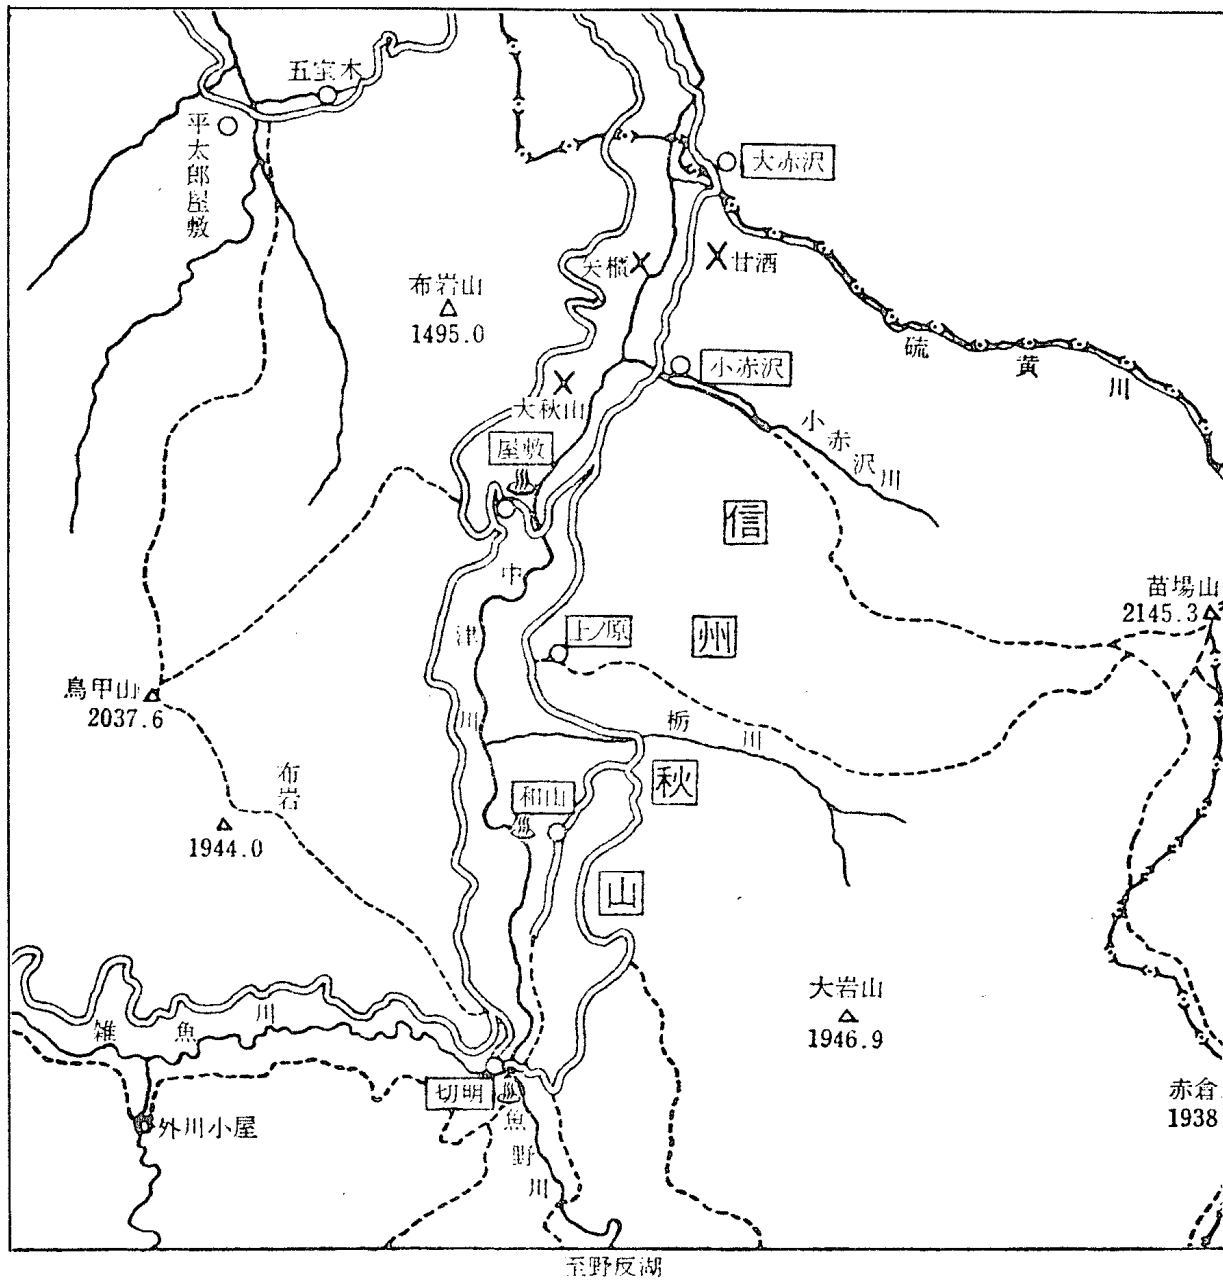 五宝木
平太郎屋敷
大赤沢
矢櫃
甘酒
布岩山
1495.0
硫黄川
小赤沢
大秋山
小赤沢川
屋敷
信州秋山
中津川
苗場山
2145.3
上ノ原
鳥甲山
2037.6
栃川
布岩
1944.0
和山
大岩山
1946.9
雑魚川
切明
赤倉
1938
外川小屋
魚野川
至野反湖